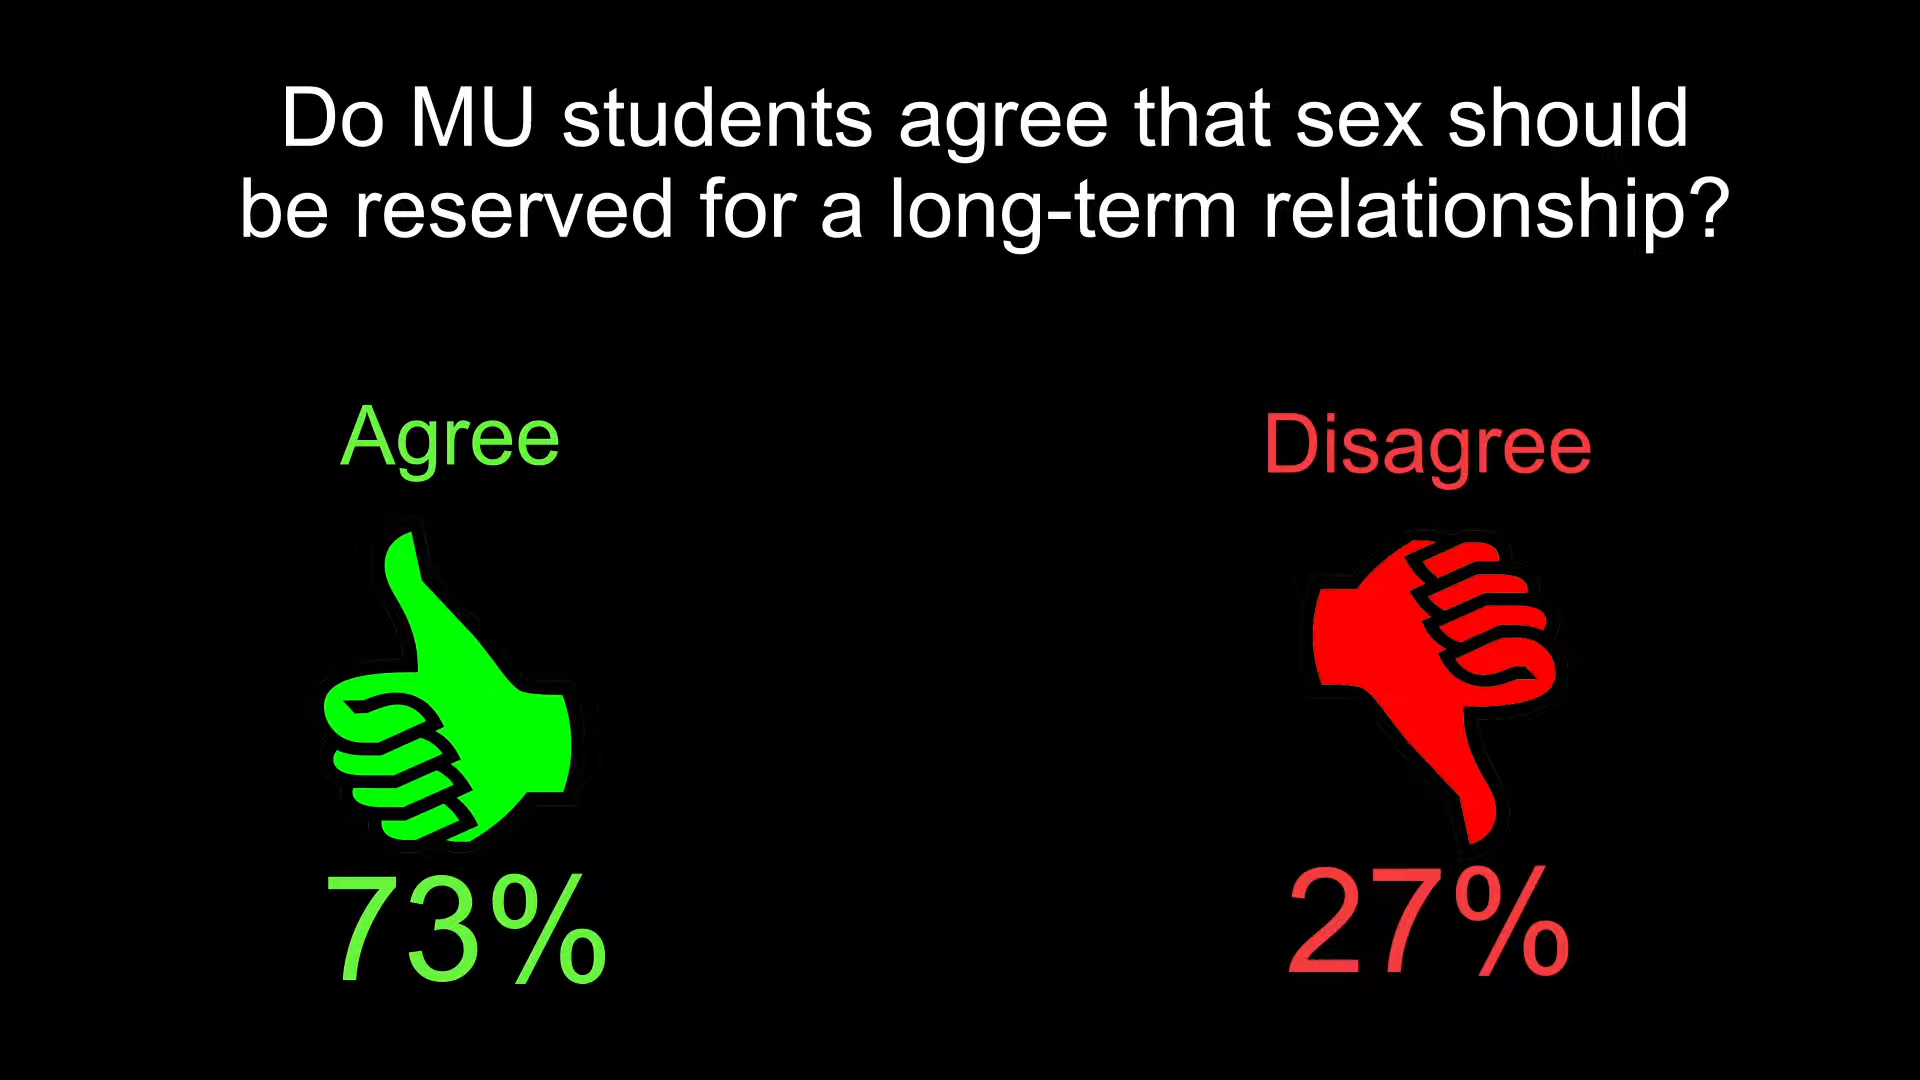 Do MU students agree that sex should
be reserved for a long-term relationship?
Agree
Disagree
73%
27%